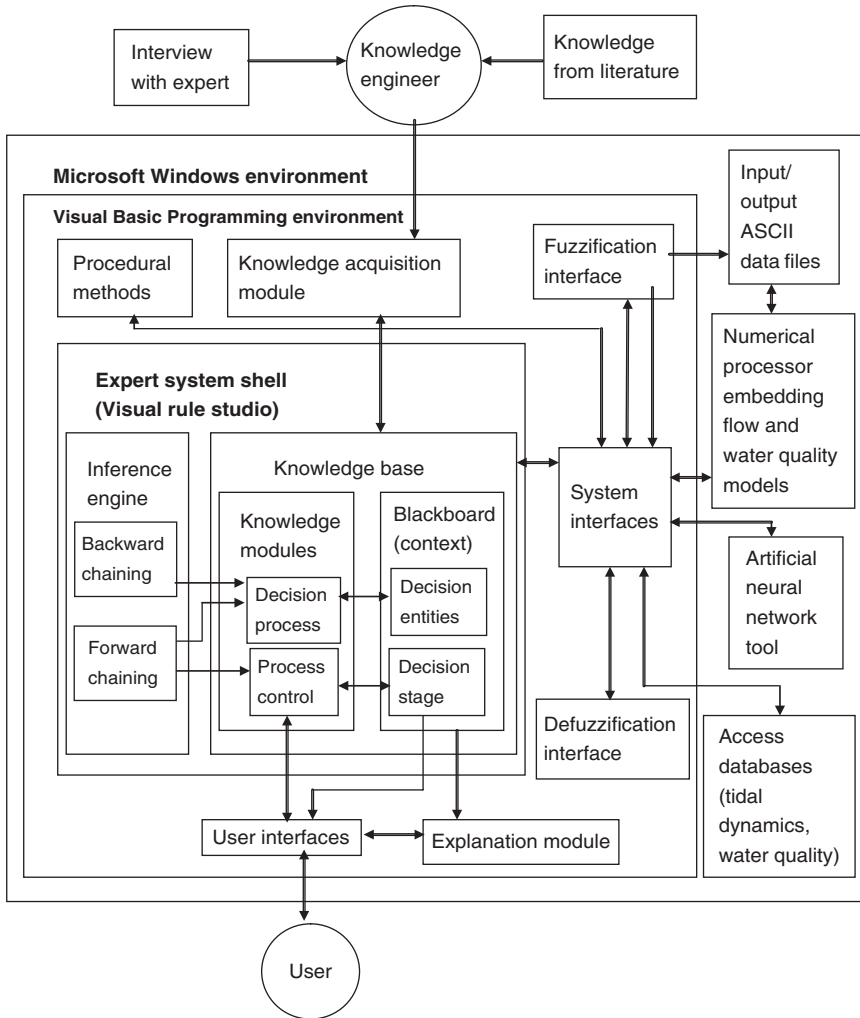 Interview
with expert
Knowledge
engineer
Knowledge
from literature
Microsoft Windows environment
Visual Basic Programming environment
Input/
output
ASCII
data files
Procedural
methods
Knowledge acquisition
module
Fuzzification
interface
Numerical
processor
embedding
flow and
water quality
models
Expert system shell
(Visual rule studio)
Inference
engine
Knowledge base
System
interfaces
Knowledge
modules
Blackboard
(context)
Backward
chaining
Decision
process
Decision
entities
Artificial
neural
network
tool
Forward
chaining
Process
control
Decision
stage
Defuzzification
interface
Access
databases
(tidal
dynamics,
water quality)
User interfaces
Explanation module
User